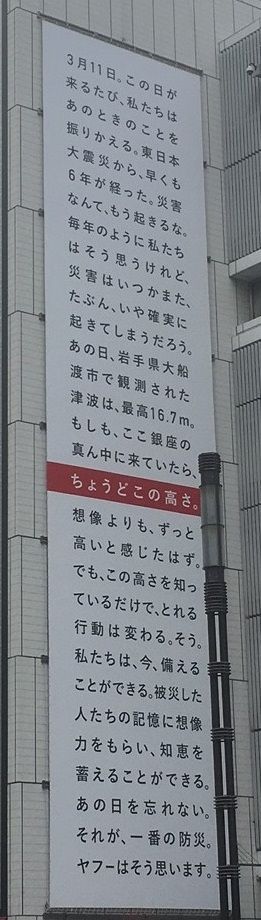 3月11日。この日が
来るたび、私たちは
あのときのことを
振りかえる。東日本
大震災から、早くも
6年が経った。災害
なんて、もう起きるな。
毎年のように私たち
はそう思うけれど、
災害はいつかまた、
たぶん、いや確実に
起きてしまうだろう。
あの日、岩手県大船
渡市で観測された
津波は、最高16.7m。
もしも、ここ銀座の
真ん中に来ていたら、
ちょうどこの高さ。
想像よりも、ずっと
高いと感じたはず。
でも、この高さを知っ
ているだけで、とれる
行動は変わる。そう。
私たちは、今、備える
ことができる。被災した
人たちの記憶に想像
力をもらい、知恵を
蓄えることができる。
あの日を忘れない。
それが、一番の防災。
ヤフーはそう思います。